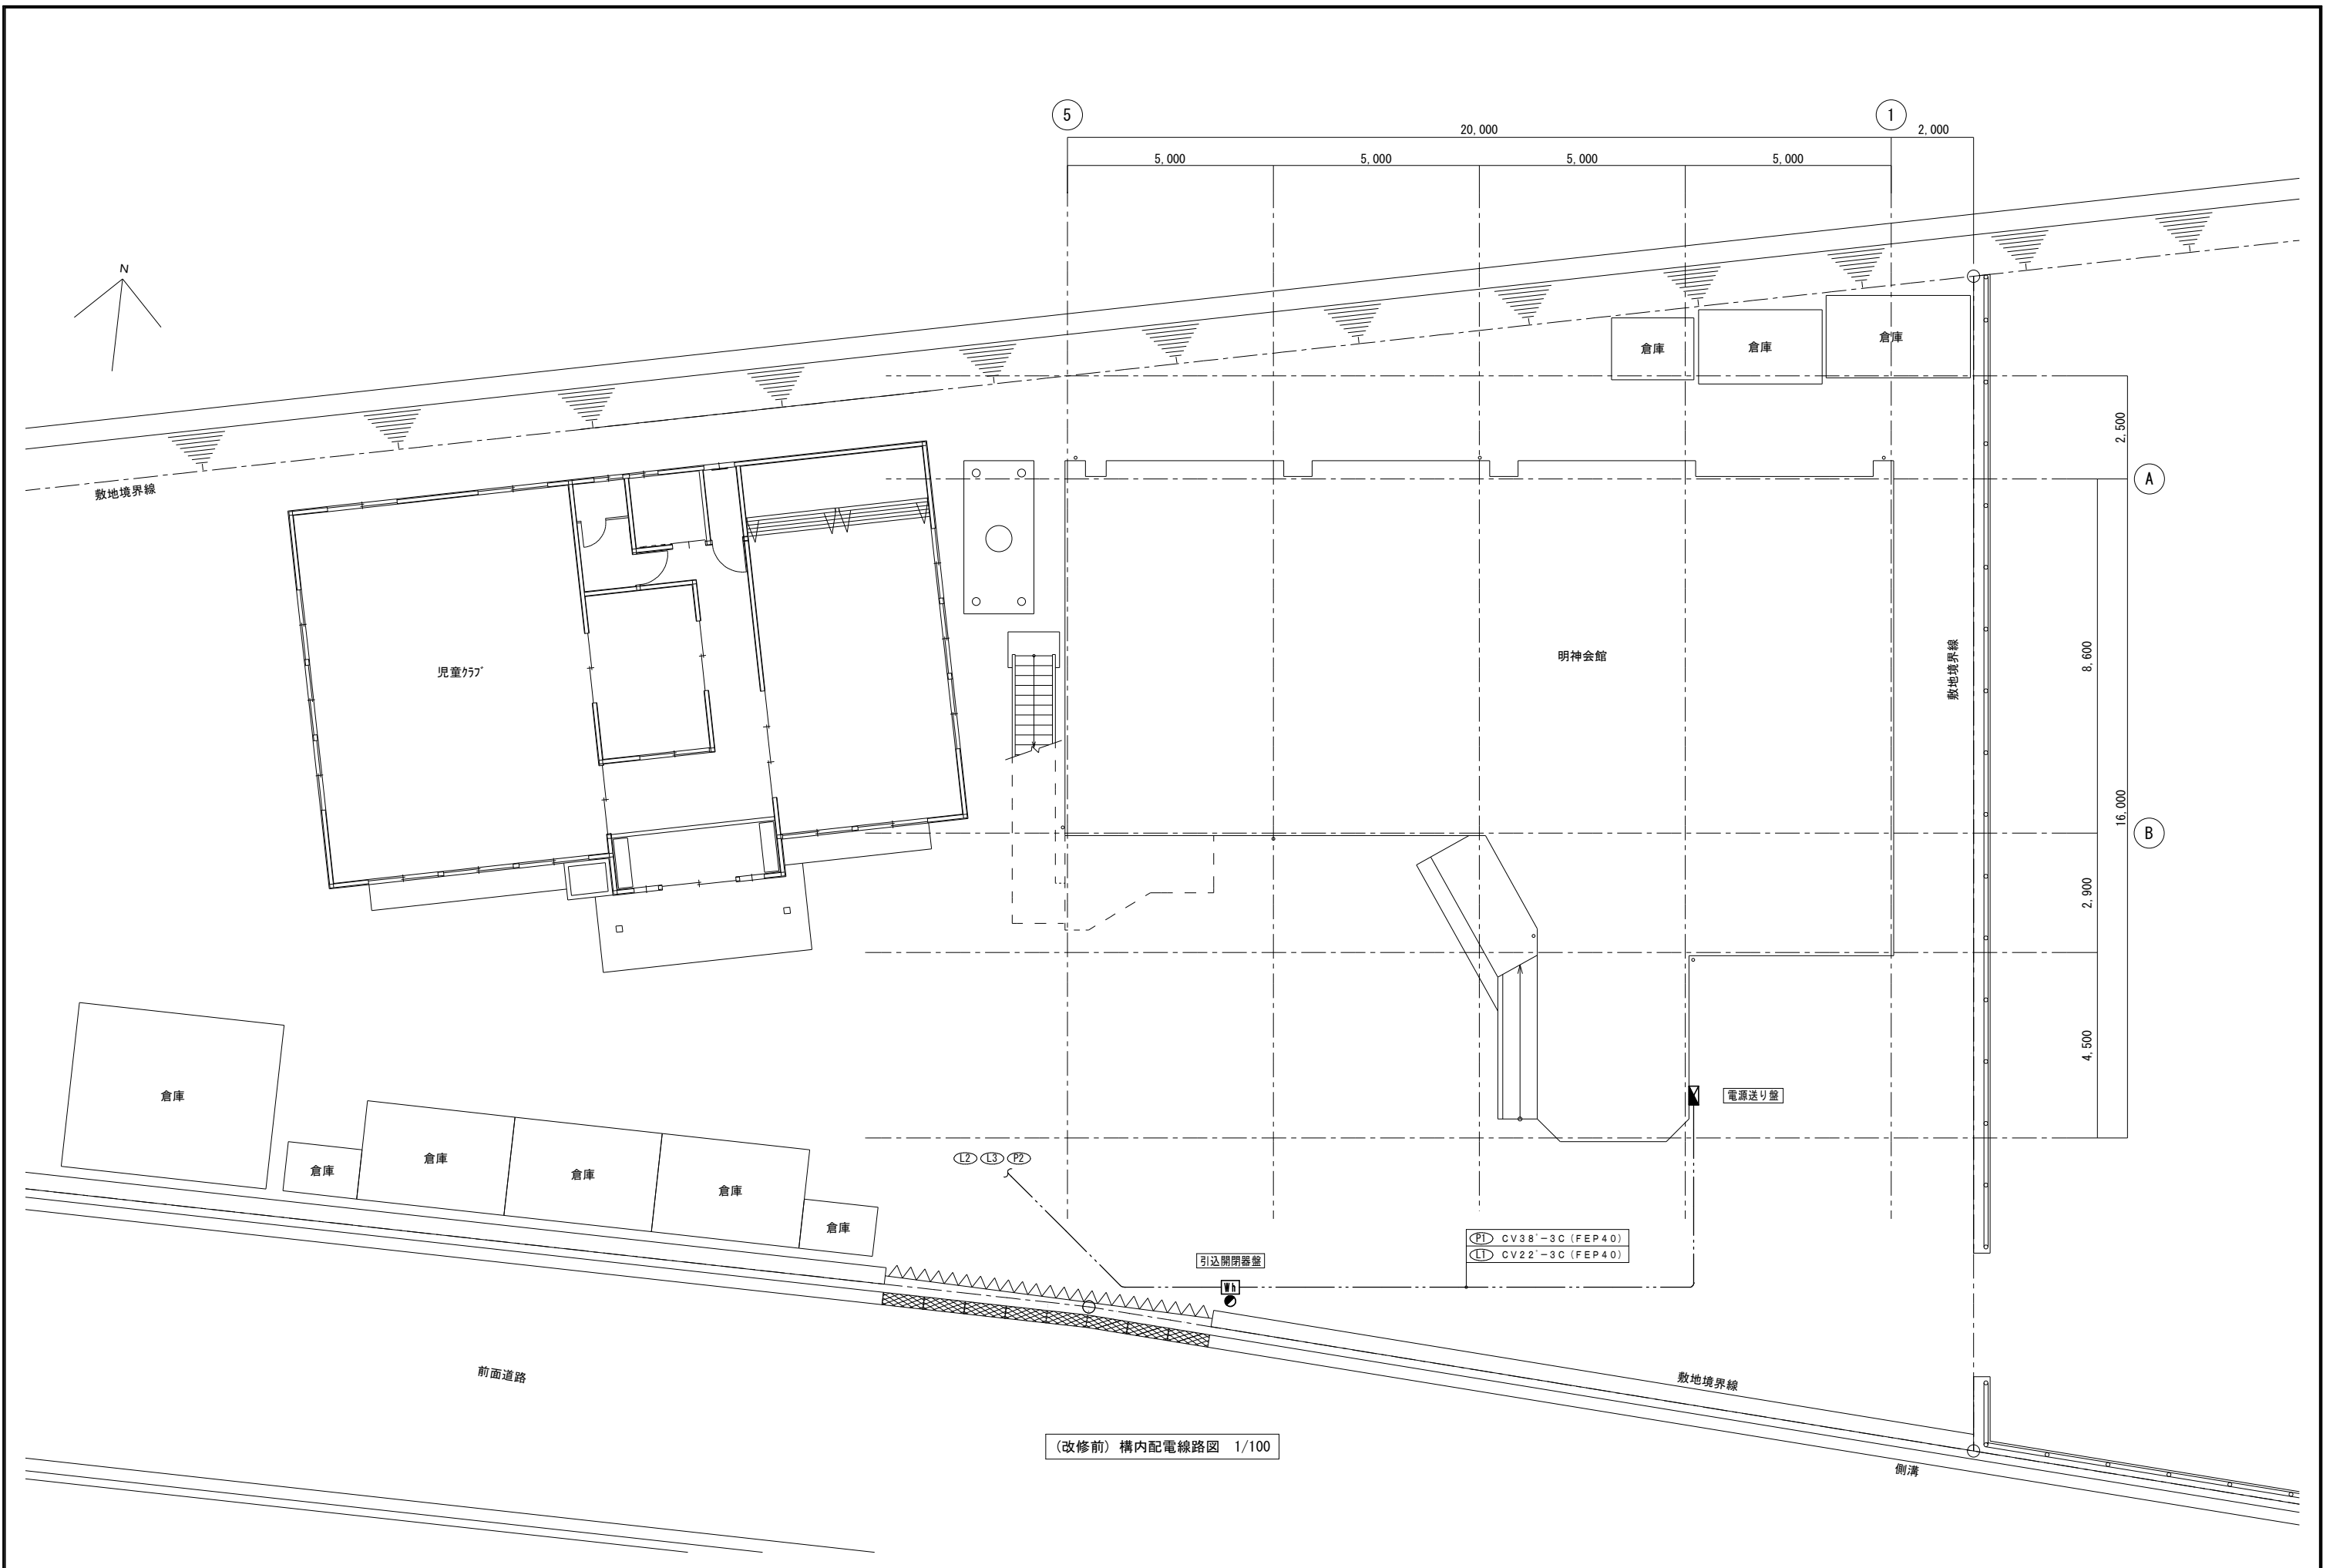 5
1
20,000
2,000
5,000
5,000
5,000
5,000
N
倉庫
倉庫
倉庫
敷地境界線
2,500
A
児童ｸﾗﾌﾞ
明神会館
敷地境界線
8,600
16,000
B
2,900
4,500
倉庫
電源送り盤
倉庫
倉庫
倉庫
倉庫
倉庫
L2 L3 P2
P1 CV38゜-3C(FEP40)
L1 CV22゜-3C(FEP40)
引込開閉器盤
Wh
前面道路
敷地境界線
(改修前) 構内配電線路図 1/100
側溝